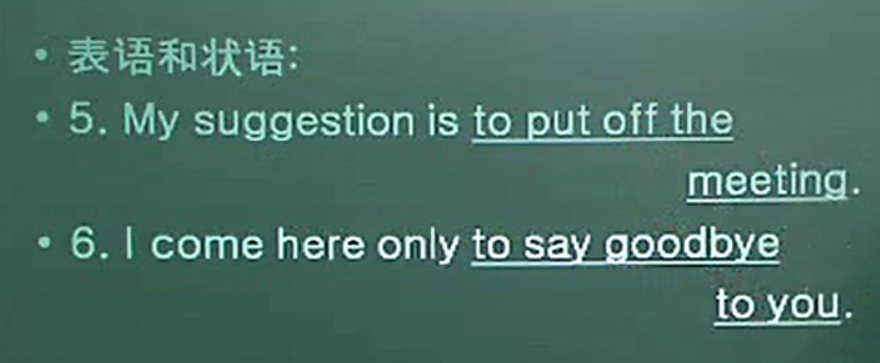 • 表语和状语:
• 5. My suggestion is to put off the
meeting.
• 6. I come here only to say goodbye
to you.